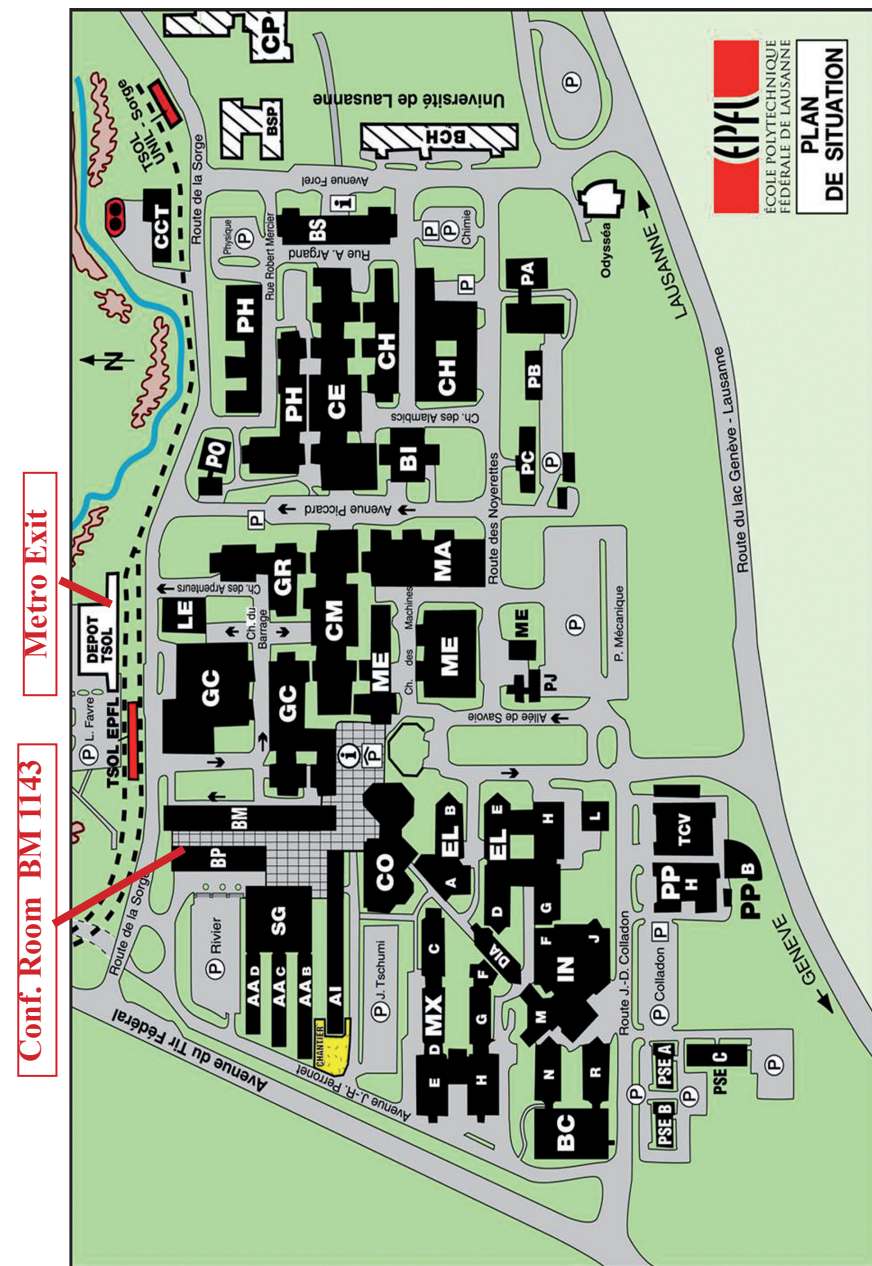 Metro Exit
Conf. Room BM 1143
EPFL
ÉCOLE POLYTECHNIQUE
FÉDÉRALE DE LAUSANNE
PLAN
DE SITUATION
N
CP
BSP
BCH
Université de Lausanne
TSOL
UNIL - Sorge
CCT
Route de la Sorge
Avenue Forel
Physique
P
Rue Robert Mercier
i
BS
Rue A. Argand
P
P
Chimie
P
P
Odysséa
LAUSANNE
PH
PH
CE
CH
CH
PA
PB
PC
P
PO
BI
Ch. des Alambics
Avenue Piccard
P
Route des Noyerettes
Route du lac Genève - Lausanne
DEPOT
TSOL
Ch. des Arpenteurs
LE
GR
Ch. du
Barrage
CM
MA
Ch. des Machines
ME
ME
ME
PJ
P
P. Mécanique
GC
GC
P
L. Favre
TSOL EPFL
Allée de Savoie
i
P
BM
BP
CO
EL
B
A
EL
E
D
H
G
L
TCV
PP
H
PP
B
Route de la Sorge
P
Rivier
SG
AA D
AA C
AA B
AI
CHANTIER
P
J. Tschumi
DIA
MX
C
F
G
D
E
H
IN
F
J
M
N
R
BC
Route J.-D. Colladon
P
P
Colladon
GENEVE
Avenue du Tir Fédéral
Avenue J.-R. Perronet
P
PSE A
PSE B
PSE C
P
P